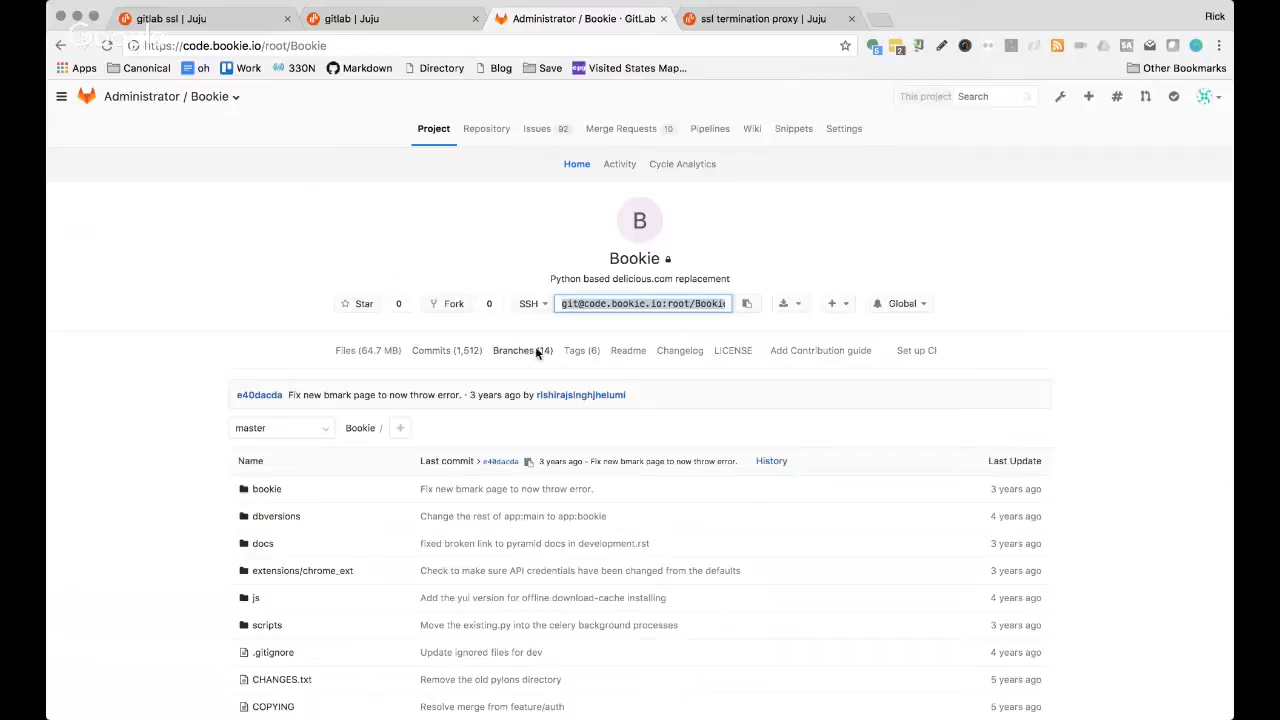 gitlab ssl | Juju × gitlab | Juju × Administrator / Bookie · GitLab × ssl termination proxy | Juju × Rick
https://code.bookie.io/root/Bookie
Apps Canonical oh Work 330N Markdown Directory Blog Save epg Visited States Map... Other Bookmarks
Administrator / Bookie This project Search
Project Repository Issues 92 Merge Requests 10 Pipelines Wiki Snippets Settings
Home Activity Cycle Analytics
B
Bookie
Python based delicious.com replacement
Star 0 Fork 0 SSH git@code.bookie.io:root/Booki Global
Files (64.7 MB) Commits (1,512) Branches (14) Tags (6) Readme Changelog LICENSE Add Contribution guide Set up CI
e40dacda Fix new bmark page to now throw error. · 3 years ago by rishirajsinghjhelumi
master Bookie / +
Name Last commit > e40dacda 3 years ago - Fix new bmark page to now throw error. History Last Update
bookie Fix new bmark page to now throw error. 3 years ago
dbversions Change the rest of app:main to app:bookie 4 years ago
docs fixed broken link to pyramid docs in development.rst 3 years ago
extensions/chrome_ext Check to make sure API credentials have been changed from the defaults 3 years ago
js Add the yui version for offline download-cache installing 4 years ago
scripts Move the existing.py into the celery background processes 3 years ago
.gitignore Update ignored files for dev 4 years ago
CHANGES.txt Remove the old pylons directory 5 years ago
COPYING Resolve merge from feature/auth 5 years ago